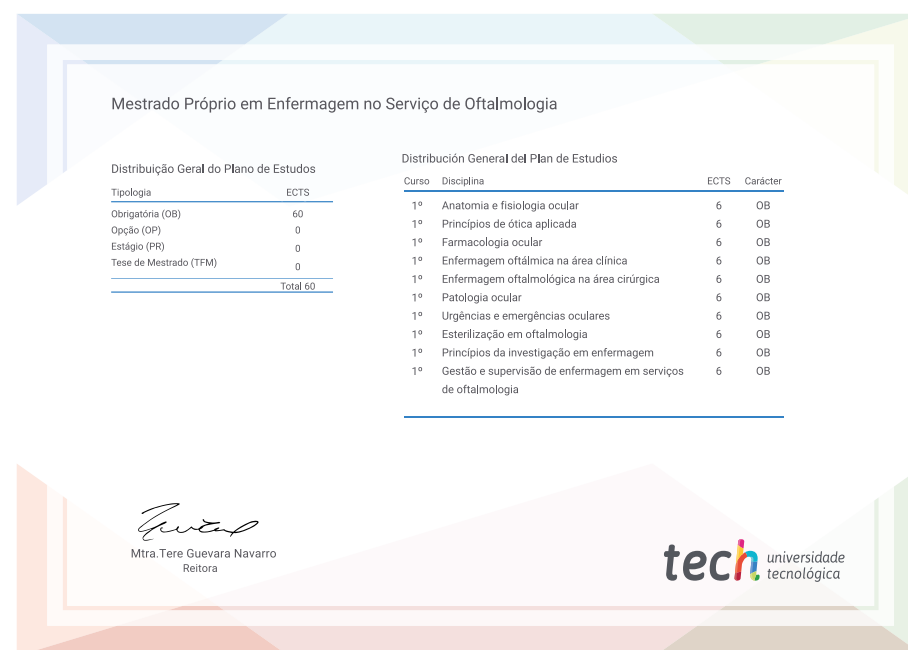 Mestrado Próprio em Enfermagem no Serviço de Oftalmologia
Distribuição Geral do Plano de Estudos
Tipologia ECTS
Obrigatória (OB) 60
Opção (OP) 0
Estágio (PR) 0
Tese de Mestrado (TFM) 0
Total 60
Distribución General del Plan de Estudios
Curso Disciplina ECTS Carácter
1º Anatomia e fisiologia ocular 6 OB
1º Princípios de ótica aplicada 6 OB
1º Farmacologia ocular 6 OB
1º Enfermagem oftálmica na área clínica 6 OB
1º Enfermagem oftalmológica na área cirúrgica 6 OB
1º Patologia ocular 6 OB
1º Urgências e emergências oculares 6 OB
1º Esterilização em oftalmologia 6 OB
1º Princípios da investigação em enfermagem 6 OB
1º Gestão e supervisão de enfermagem em serviços 6 OB
de oftalmologia
Mtra.Tere Guevara Navarro
Reitora
tech universidade
tecnológica